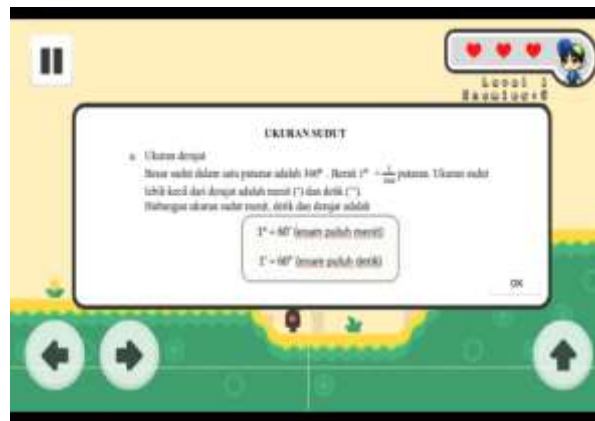 Level 1
UKURAN SUDUT
a. Ukuran derajat
Besar sudut dalam satu putaran adalah 360°. Berarti 1° = 1/360 putaran. Ukuran sudut
lebih kecil dari derajat adalah menit (') dan detik (").
Hubungan ukuran sudut menit, detik dan derajat adalah
1° = 60' (enam puluh menit)
1' = 60" (enam puluh detik)
OK